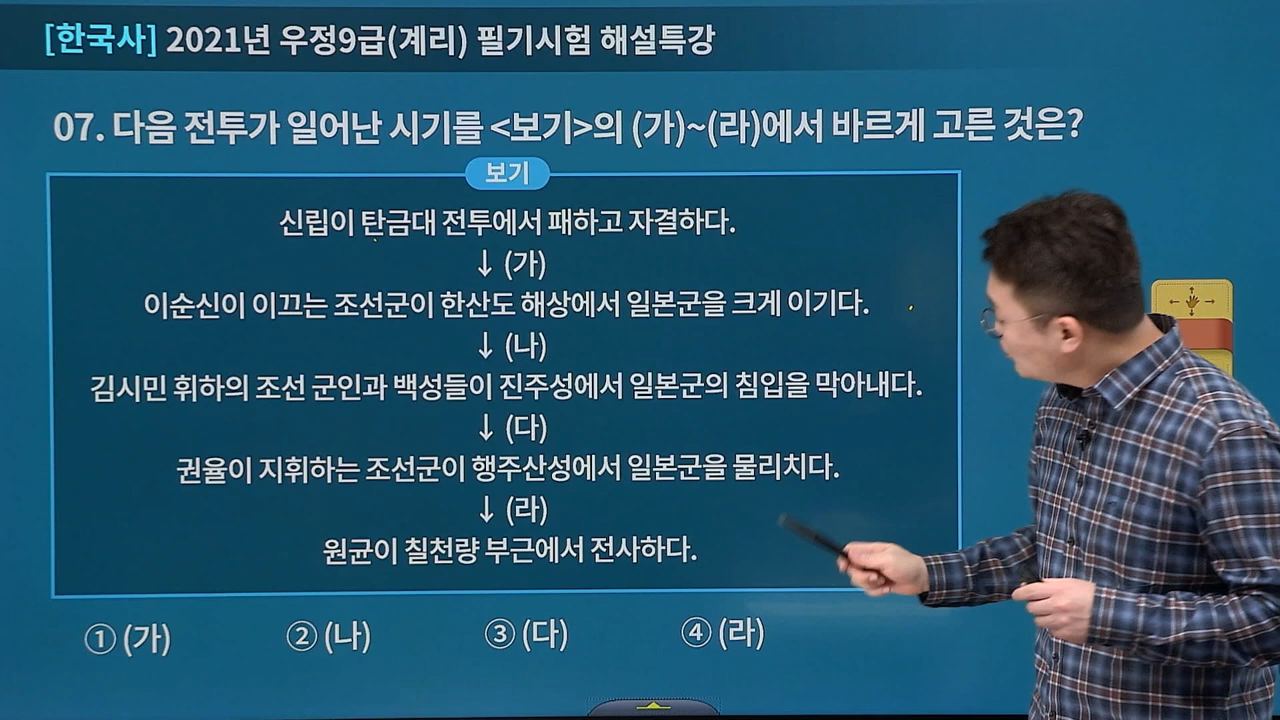 [한국사] 2021년 우정9급(계리) 필기시험 해설특강
07. 다음 전투가 일어난 시기를 <보기>의 (가)~(라)에서 바르게 고른 것은?
보기
신립이 탄금대 전투에서 패하고 자결하다.
↓ (가)
이순신이 이끄는 조선군이 한산도 해상에서 일본군을 크게 이기다.
↓ (나)
김시민 휘하의 조선 군인과 백성들이 진주성에서 일본군의 침입을 막아내다.
↓ (다)
권율이 지휘하는 조선군이 행주산성에서 일본군을 물리치다.
↓ (라)
원균이 칠천량 부근에서 전사하다.
① (가) ② (나) ③ (다) ④ (라)